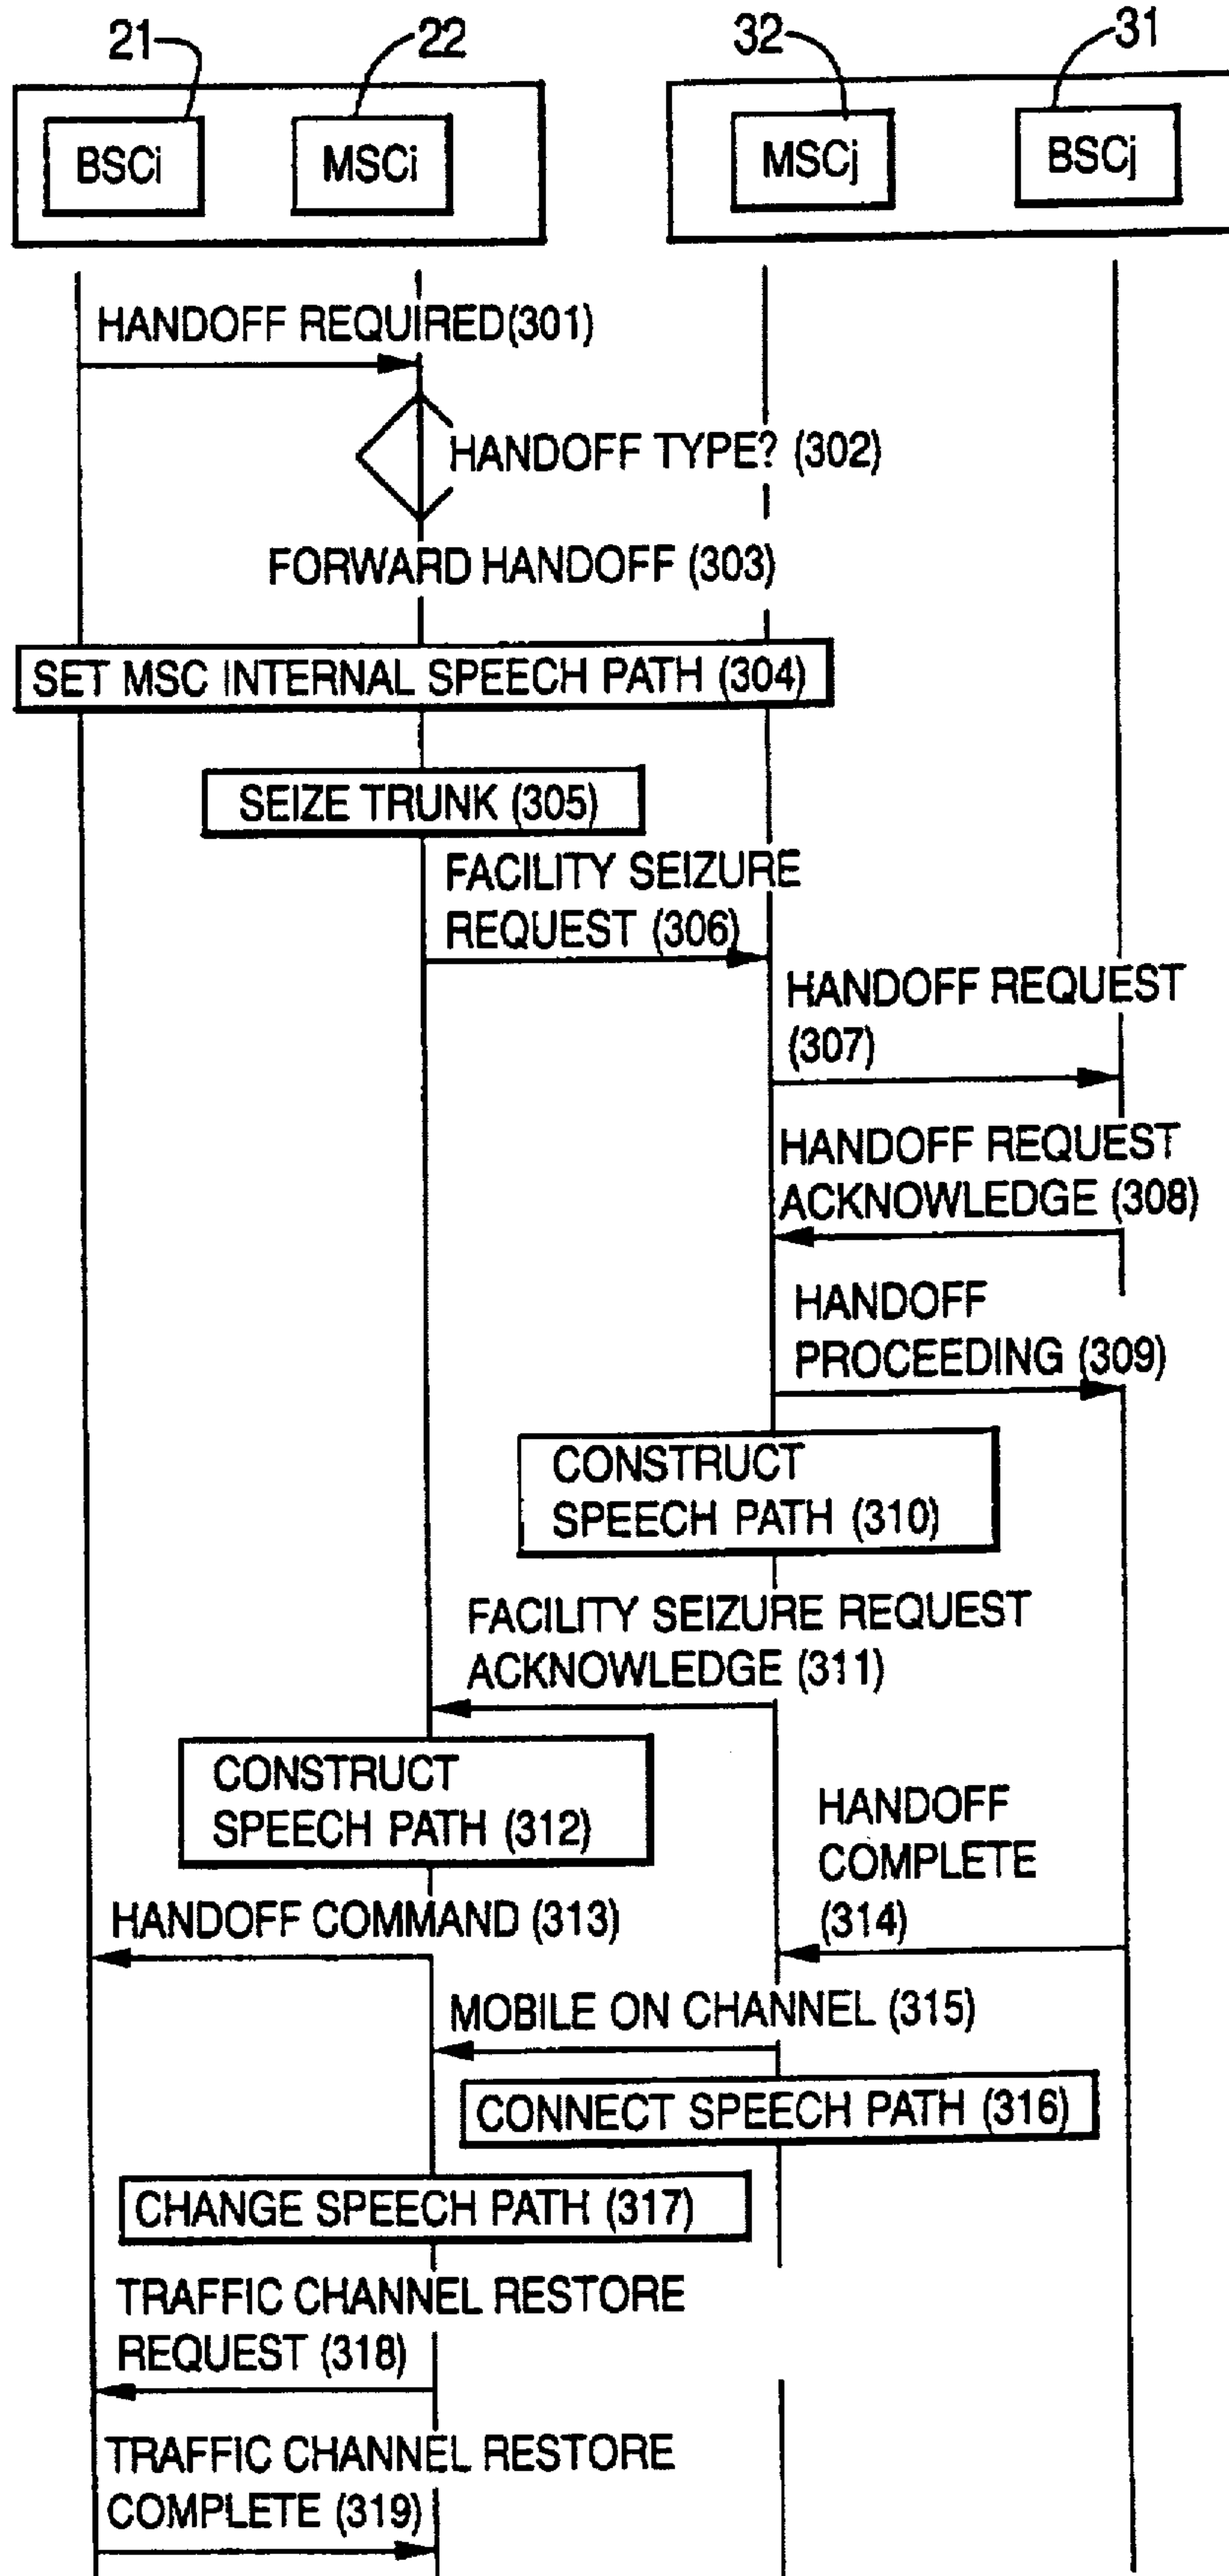 21 22 32 31
BSCi MSCi MSCj BSCj
HANDOFF REQUIRED(301)
HANDOFF TYPE? (302)
FORWARD HANDOFF (303)
SET MSC INTERNAL SPEECH PATH (304)
SEIZE TRUNK (305)
FACILITY SEIZURE
REQUEST (306)
HANDOFF REQUEST
(307)
HANDOFF REQUEST
ACKNOWLEDGE (308)
HANDOFF
PROCEEDING (309)
CONSTRUCT
SPEECH PATH (310)
FACILITY SEIZURE REQUEST
ACKNOWLEDGE (311)
CONSTRUCT
SPEECH PATH (312)
HANDOFF
COMPLETE
(314)
HANDOFF COMMAND (313)
MOBILE ON CHANNEL (315)
CONNECT SPEECH PATH (316)
CHANGE SPEECH PATH (317)
TRAFFIC CHANNEL RESTORE
REQUEST (318)
TRAFFIC CHANNEL RESTORE
COMPLETE (319)